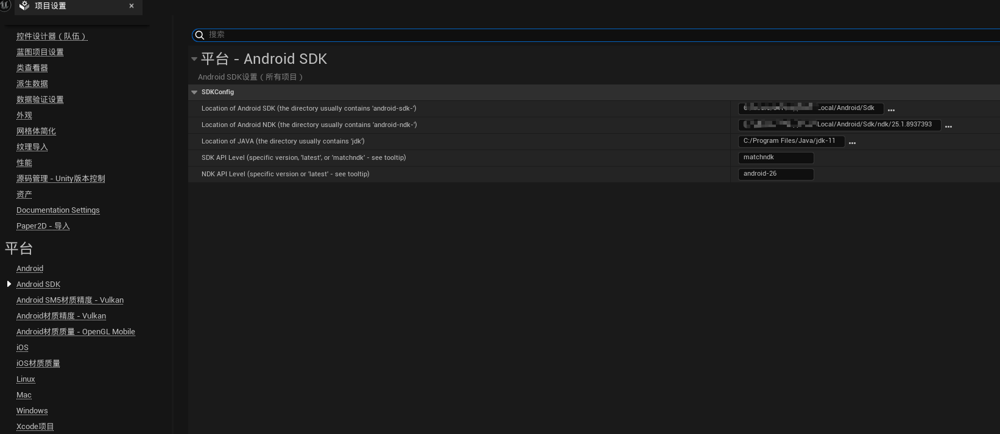 项目设置
控件设计器（队伍）
蓝图项目设置
类查看器
派生数据
数据验证设置
外观
网格体简化
纹理导入
性能
源码管理 - Unity版本控制
资产
Documentation Settings
Paper2D - 导入
平台
Android
Android SDK
Android SM5材质精度 - Vulkan
Android材质精度 - Vulkan
Android材质质量 - OpenGL Mobile
iOS
iOS材质质量
Linux
Mac
Windows
Xcode项目
搜索
平台 - Android SDK
Android SDK设置（所有项目）
SDKConfig
Location of Android SDK (the directory usually contains 'android-sdk-') Local/Android/Sdk ...
Location of Android NDK (the directory usually contains 'android-ndk-') Local/Android/Sdk/ndk/25.1.8937393 ...
Location of JAVA (the directory usually contains 'jdk') C:/Program Files/Java/jdk-11 ...
SDK API Level (specific version, 'latest', or 'matchndk' - see tooltip) matchndk
NDK API Level (specific version or 'latest' - see tooltip) android-26